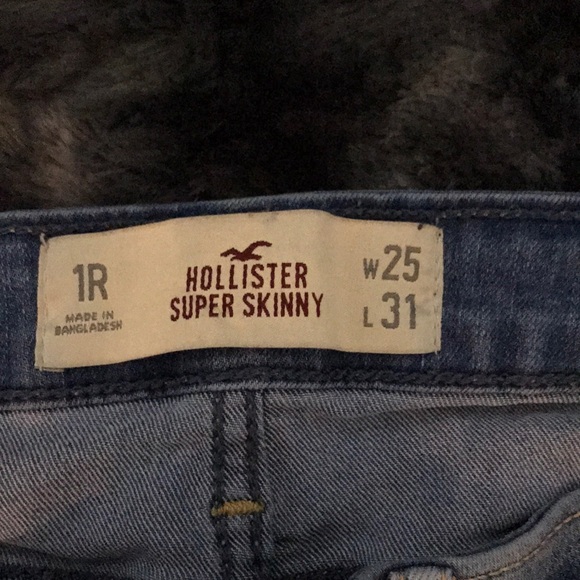 1R
MADE IN
BANGLADESH
HOLLISTER
SUPER SKINNY
W25
L31